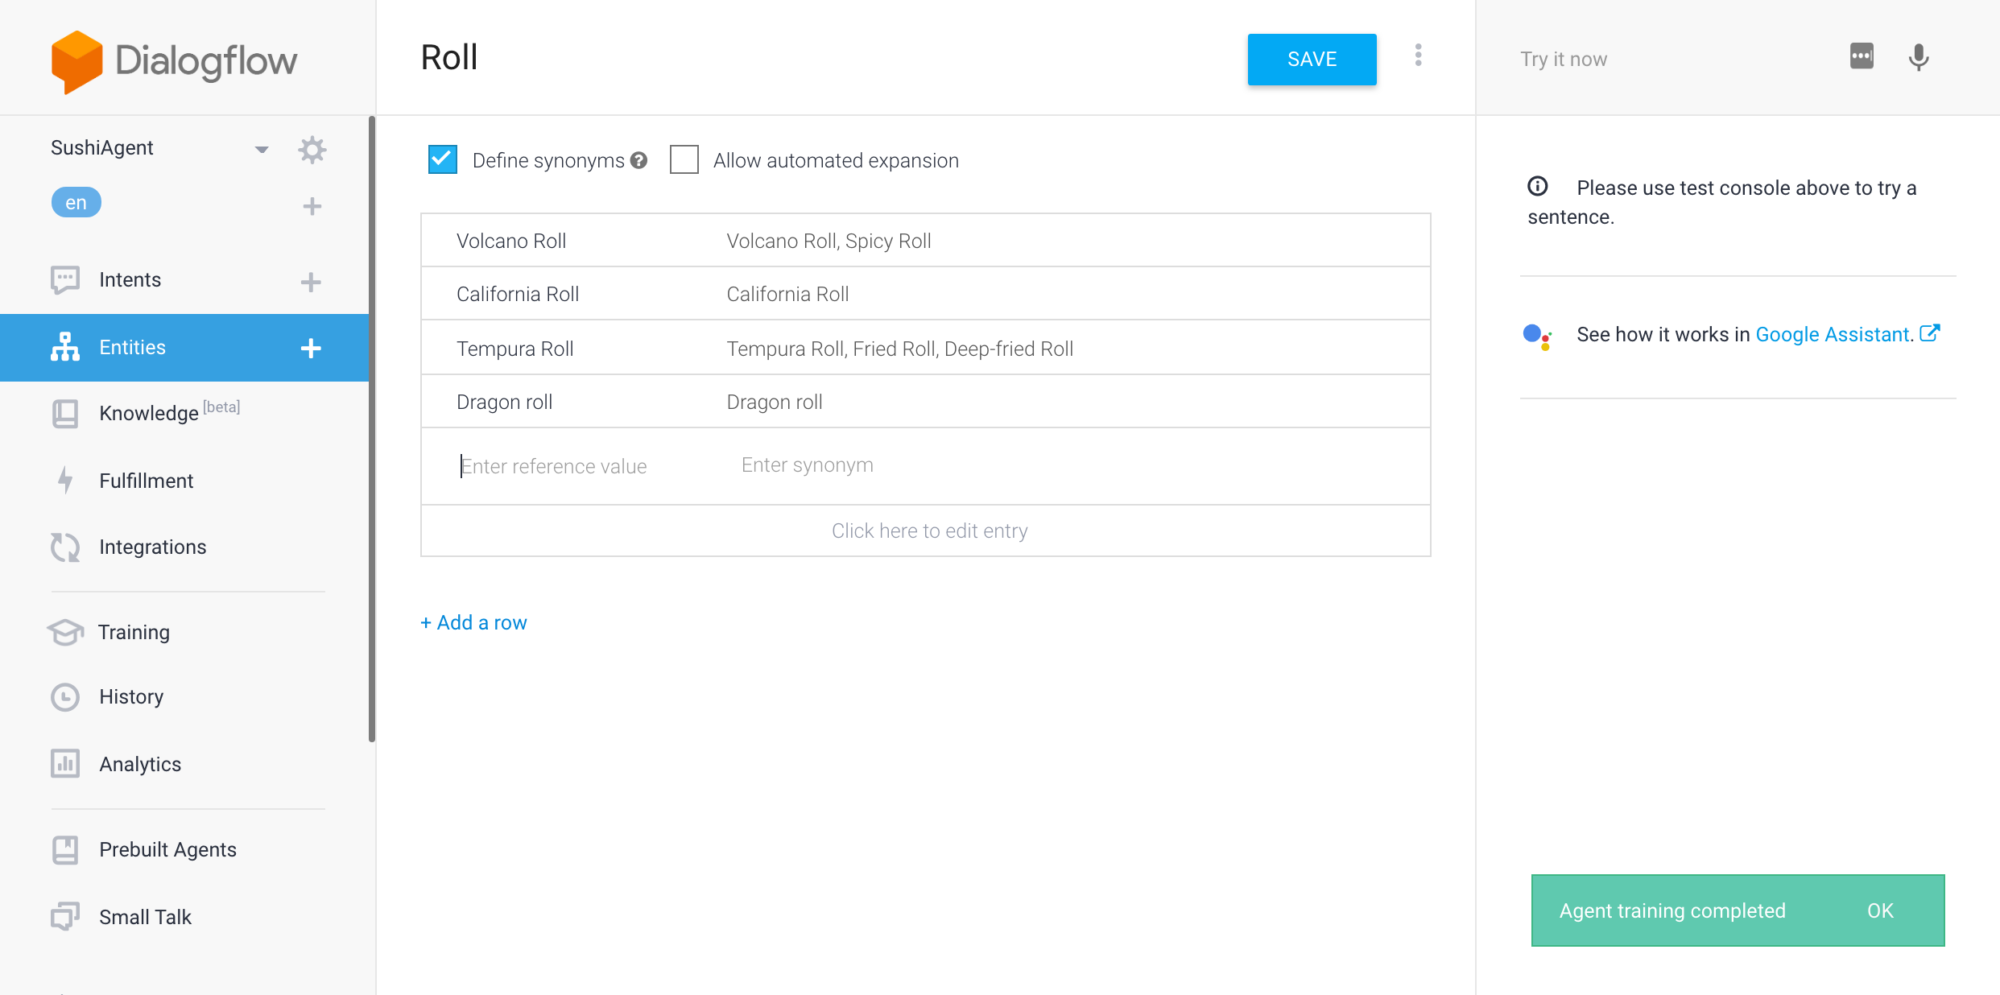 Dialogflow
SushiAgent
en
Intents
Entities
Knowledge [beta]
Fulfillment
Integrations
Training
History
Analytics
Prebuilt Agents
Small Talk
Roll
SAVE
Define synonyms ?
Allow automated expansion
Volcano Roll
Volcano Roll, Spicy Roll
California Roll
California Roll
Tempura Roll
Tempura Roll, Fried Roll, Deep-fried Roll
Dragon roll
Dragon roll
Enter reference value
Enter synonym
Click here to edit entry
+ Add a row
Try it now
Please use test console above to try a
sentence.
See how it works in Google Assistant.
Agent training completed
OK